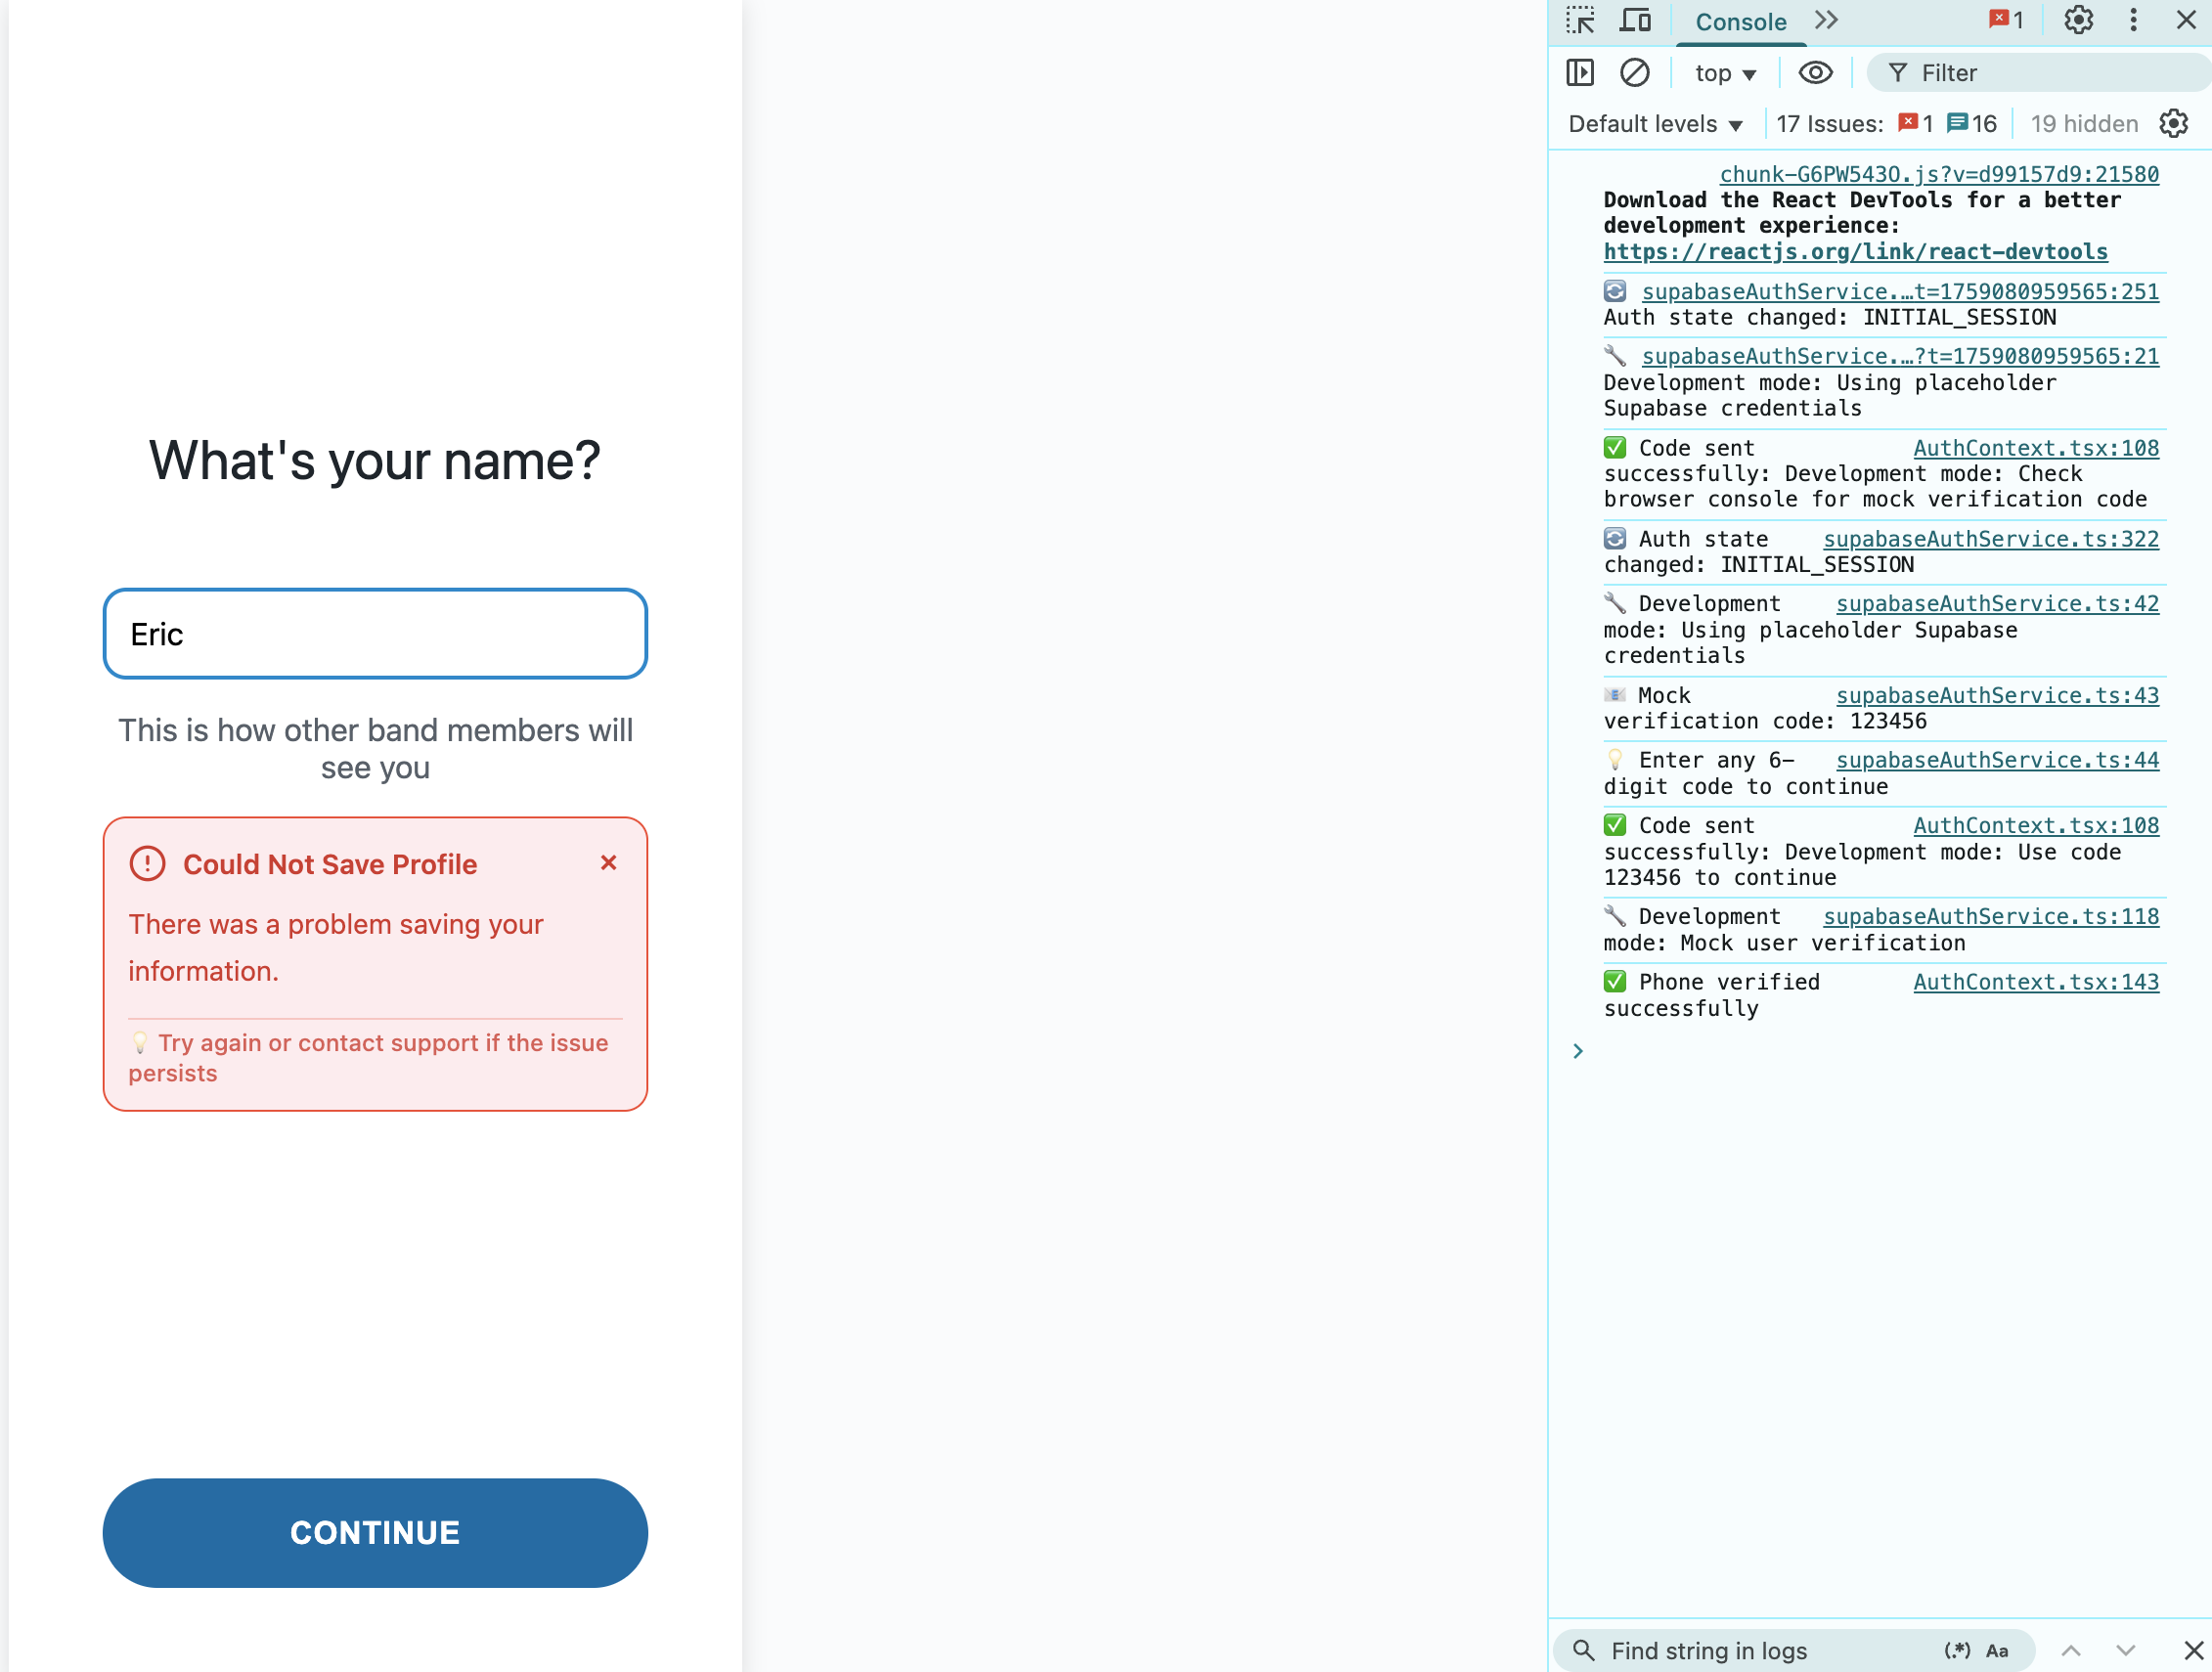 What's your name?
Eric
This is how other band members will
see you
Could Not Save Profile
×
There was a problem saving your
information.
💡 Try again or contact support if the issue
persists
CONTINUE
Console
1
top
Filter
Default levels
17 Issues: 1 16
19 hidden
chunk-G6PW543O.js?v=d99157d9:21580
Download the React DevTools for a better
development experience:
https://reactjs.org/link/react-devtools
🔄 supabaseAuthService.…t=1759080959565:251
Auth state changed: INITIAL_SESSION
🔧 supabaseAuthService.…?t=1759080959565:21
Development mode: Using placeholder
Supabase credentials
✅ Code sent AuthContext.tsx:108
successfully: Development mode: Check
browser console for mock verification code
🔄 Auth state supabaseAuthService.ts:322
changed: INITIAL_SESSION
🔧 Development supabaseAuthService.ts:42
mode: Using placeholder Supabase
credentials
📧 Mock supabaseAuthService.ts:43
verification code: 123456
💡 Enter any 6- supabaseAuthService.ts:44
digit code to continue
✅ Code sent AuthContext.tsx:108
successfully: Development mode: Use code
123456 to continue
🔧 Development supabaseAuthService.ts:118
mode: Mock user verification
✅ Phone verified AuthContext.tsx:143
successfully
Find string in logs (.*) Aa